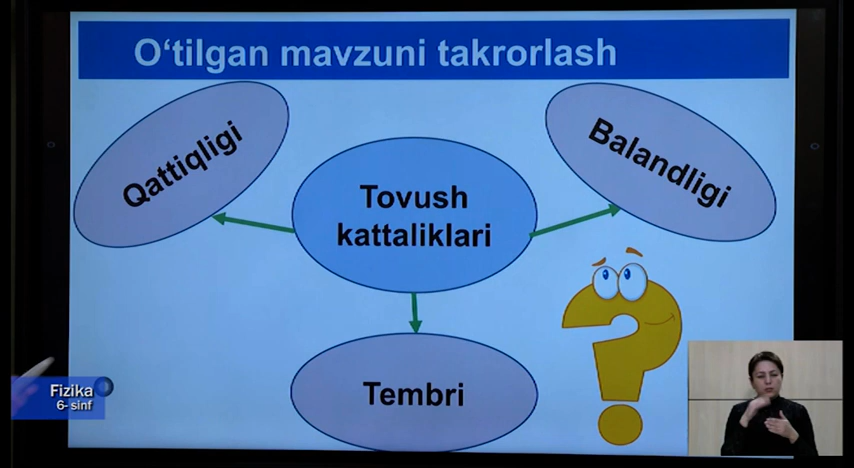 O‘tilgan mavzuni takrorlash
Qattiqligi
Balandligi
Tovush
kattaliklari
Tembri
Fizika
6- sinf